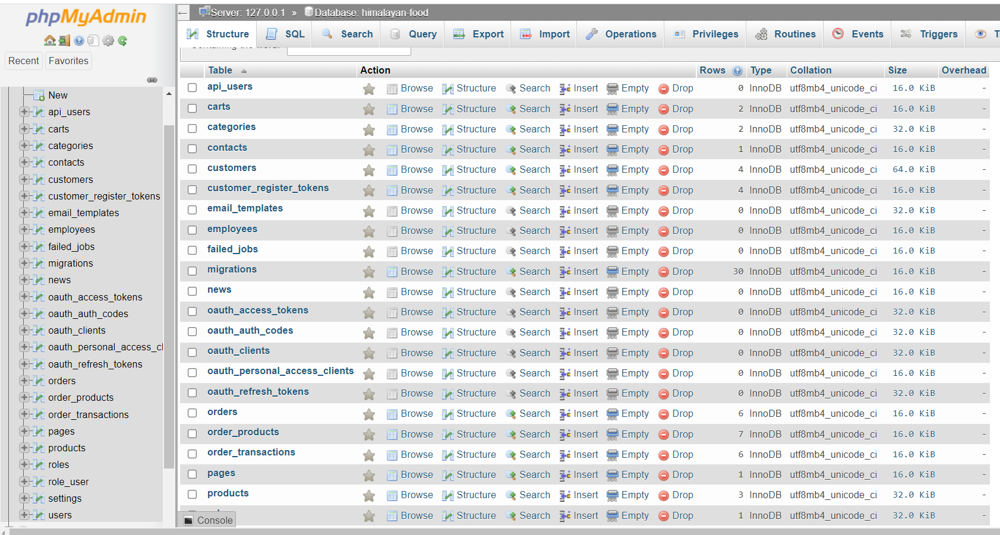 phpMyAdmin
Recent Favorites
New
api_users
carts
categories
contacts
customers
customer_register_tokens
email_templates
employees
failed_jobs
migrations
news
oauth_access_tokens
oauth_auth_codes
oauth_clients
oauth_personal_access_cl
oauth_refresh_tokens
orders
order_products
order_transactions
pages
products
roles
role_user
settings
users
Server: 127.0.0.1 » Database: himalayan-food
Structure SQL Search Query Export Import Operations Privileges Routines Events Triggers T
Containing the word:
Table Action Rows Type Collation Size Overhead
api_users Browse Structure Search Insert Empty Drop 0 InnoDB utf8mb4_unicode_ci 16.0 KiB -
carts Browse Structure Search Insert Empty Drop 2 InnoDB utf8mb4_unicode_ci 16.0 KiB -
categories Browse Structure Search Insert Empty Drop 2 InnoDB utf8mb4_unicode_ci 32.0 KiB -
contacts Browse Structure Search Insert Empty Drop 1 InnoDB utf8mb4_unicode_ci 16.0 KiB -
customers Browse Structure Search Insert Empty Drop 4 InnoDB utf8mb4_unicode_ci 64.0 KiB -
customer_register_tokens Browse Structure Search Insert Empty Drop 4 InnoDB utf8mb4_unicode_ci 16.0 KiB -
email_templates Browse Structure Search Insert Empty Drop 0 InnoDB utf8mb4_unicode_ci 32.0 KiB -
employees Browse Structure Search Insert Empty Drop 0 InnoDB utf8mb4_unicode_ci 16.0 KiB -
failed_jobs Browse Structure Search Insert Empty Drop 0 InnoDB utf8mb4_unicode_ci 16.0 KiB -
migrations Browse Structure Search Insert Empty Drop 30 InnoDB utf8mb4_unicode_ci 16.0 KiB -
news Browse Structure Search Insert Empty Drop 0 InnoDB utf8mb4_unicode_ci 16.0 KiB -
oauth_access_tokens Browse Structure Search Insert Empty Drop 0 InnoDB utf8mb4_unicode_ci 32.0 KiB -
oauth_auth_codes Browse Structure Search Insert Empty Drop 0 InnoDB utf8mb4_unicode_ci 32.0 KiB -
oauth_clients Browse Structure Search Insert Empty Drop 0 InnoDB utf8mb4_unicode_ci 32.0 KiB -
oauth_personal_access_clients Browse Structure Search Insert Empty Drop 0 InnoDB utf8mb4_unicode_ci 16.0 KiB -
oauth_refresh_tokens Browse Structure Search Insert Empty Drop 0 InnoDB utf8mb4_unicode_ci 32.0 KiB -
orders Browse Structure Search Insert Empty Drop 6 InnoDB utf8mb4_unicode_ci 16.0 KiB -
order_products Browse Structure Search Insert Empty Drop 7 InnoDB utf8mb4_unicode_ci 16.0 KiB -
order_transactions Browse Structure Search Insert Empty Drop 6 InnoDB utf8mb4_unicode_ci 16.0 KiB -
pages Browse Structure Search Insert Empty Drop 1 InnoDB utf8mb4_unicode_ci 16.0 KiB -
products Browse Structure Search Insert Empty Drop 3 InnoDB utf8mb4_unicode_ci 32.0 KiB -
Browse Structure Search Insert Empty Drop 1 InnoDB utf8mb4_unicode_ci 32.0 KiB -
Console